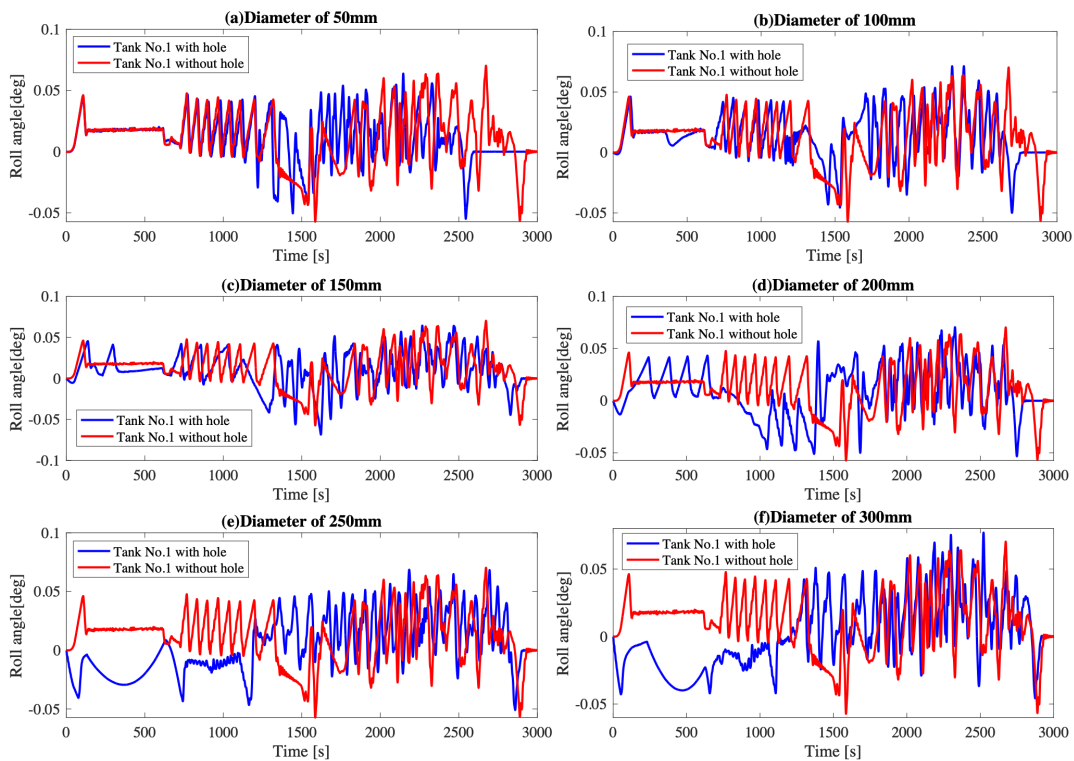 (a)Diameter of 50mm
0.1
0.05
0
-0.05
Roll angle[deg]
Tank No.1 with hole
Tank No.1 without hole
0 500 1000 1500 2000 2500 3000
Time [s]
(b)Diameter of 100mm
0.1
0.05
0
-0.05
Roll angle[deg]
Tank No.1 with hole
Tank No.1 without hole
0 500 1000 1500 2000 2500 3000
Time [s]
(c)Diameter of 150mm
0.1
0.05
0
-0.05
-0.1
Roll angle[deg]
Tank No.1 with hole
Tank No.1 without hole
0 500 1000 1500 2000 2500 3000
Time [s]
(d)Diameter of 200mm
0.1
0.05
0
-0.05
Roll angle[deg]
Tank No.1 with hole
Tank No.1 without hole
0 500 1000 1500 2000 2500 3000
Time [s]
(e)Diameter of 250mm
0.1
0.05
0
-0.05
Roll angle[deg]
Tank No.1 with hole
Tank No.1 without hole
0 500 1000 1500 2000 2500 3000
Time [s]
(f)Diameter of 300mm
0.05
0
-0.05
Roll angle[deg]
Tank No.1 with hole
Tank No.1 without hole
0 500 1000 1500 2000 2500 3000
Time [s]